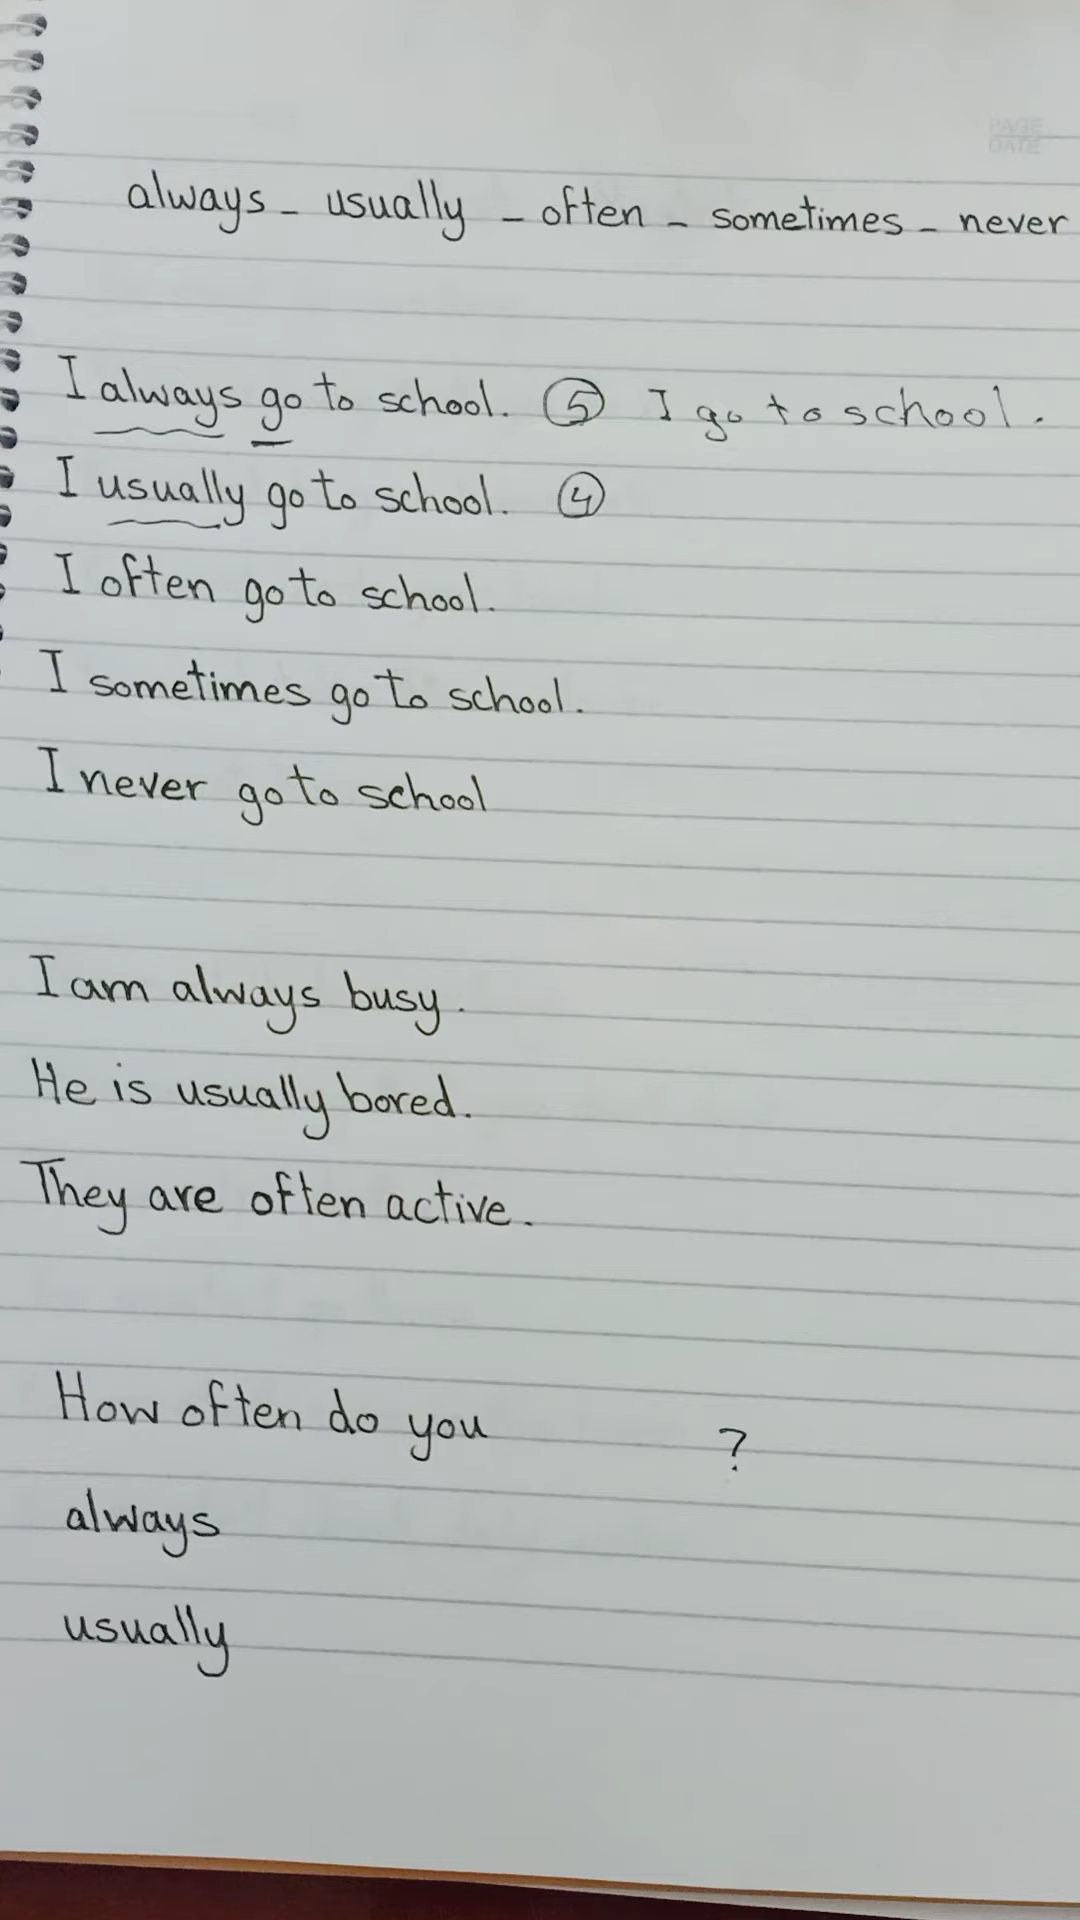 PAGE
DATE
always - usually - often - sometimes - never
I always go to school. ⑤ I go to school.
I usually go to school. ④
I often go to school.
I sometimes go to school.
I never go to school
I am always busy.
He is usually bored.
They are often active.
How often do you ?
always
usually